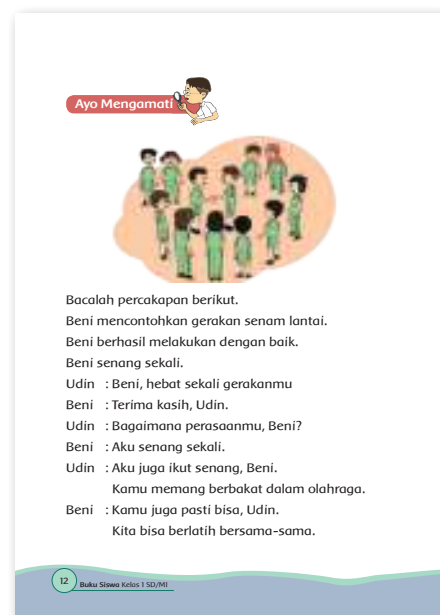 Ayo Mengamati
Bacalah percakapan berikut.
Beni mencontohkan gerakan senam lantai.
Beni berhasil melakukan dengan baik.
Beni senang sekali.
Udin : Beni, hebat sekali gerakanmu
Beni : Terima kasih, Udin.
Udin : Bagaimana perasaanmu, Beni?
Beni : Aku senang sekali.
Udin : Aku juga ikut senang, Beni.
Kamu memang berbakat dalam olahraga.
Beni : Kamu juga pasti bisa, Udin.
Kita bisa berlatih bersama-sama.
12 Buku Siswa Kelas 1 SD/MI